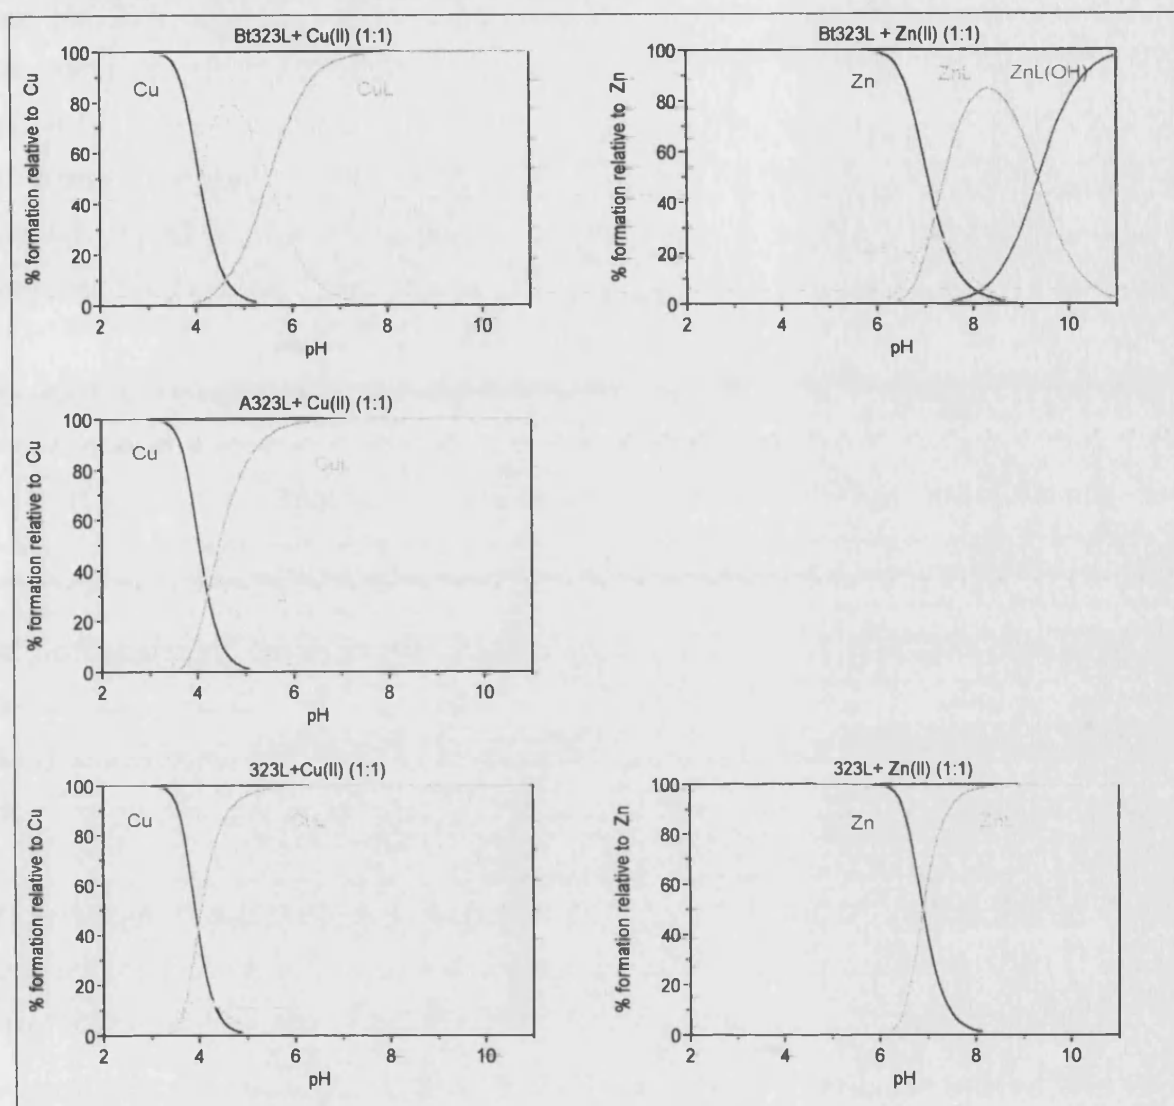 Bt323L+ Cu(II) (1:1)
% formation relative to Cu
100
80
60
40
20
0
Cu
CuL
2 4 6 8 10
pH
Bt323L + Zn(II) (1:1)
% formation relative to Zn
100
80
60
40
20
0
Zn
ZnL
ZnL(OH)
2 4 6 8 10
pH
A323L+ Cu(II) (1:1)
% formation relative to Cu
100
80
60
40
20
0
Cu
CuL
2 4 6 8 10
pH
323L+Cu(II) (1:1)
% formation relative to Cu
100
80
60
40
20
0
Cu
2 4 6 8 10
pH
323L+ Zn(II) (1:1)
% formation relative to Zn
100
80
60
40
20
0
Zn
ZnL
2 4 6 8 10
pH